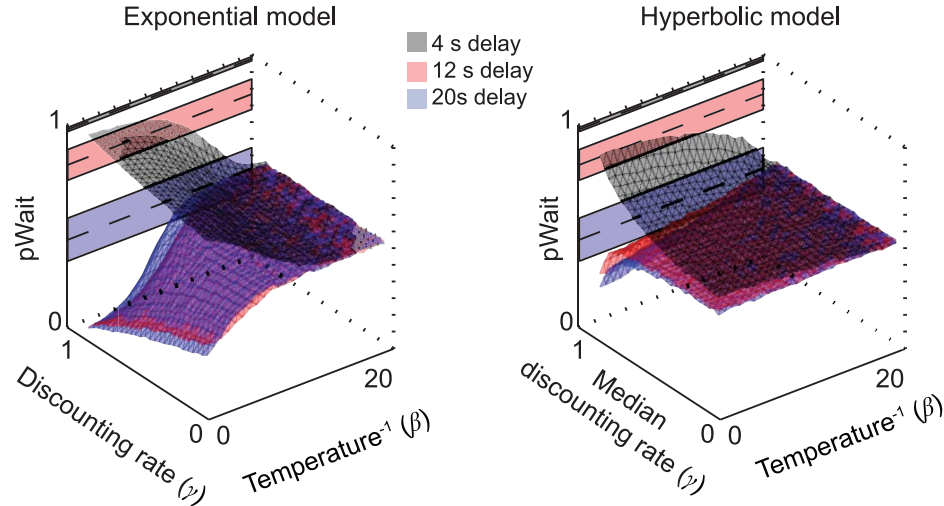 Exponential model
Hyperbolic model
4 s delay
12 s delay
20s delay
1
pWait
0
1
Discounting rate (γ)
0 0
Temperature⁻¹ (β)
20
1
pWait
0
1
Median
discounting rate (γ)
0 0
Temperature⁻¹ (β)
20